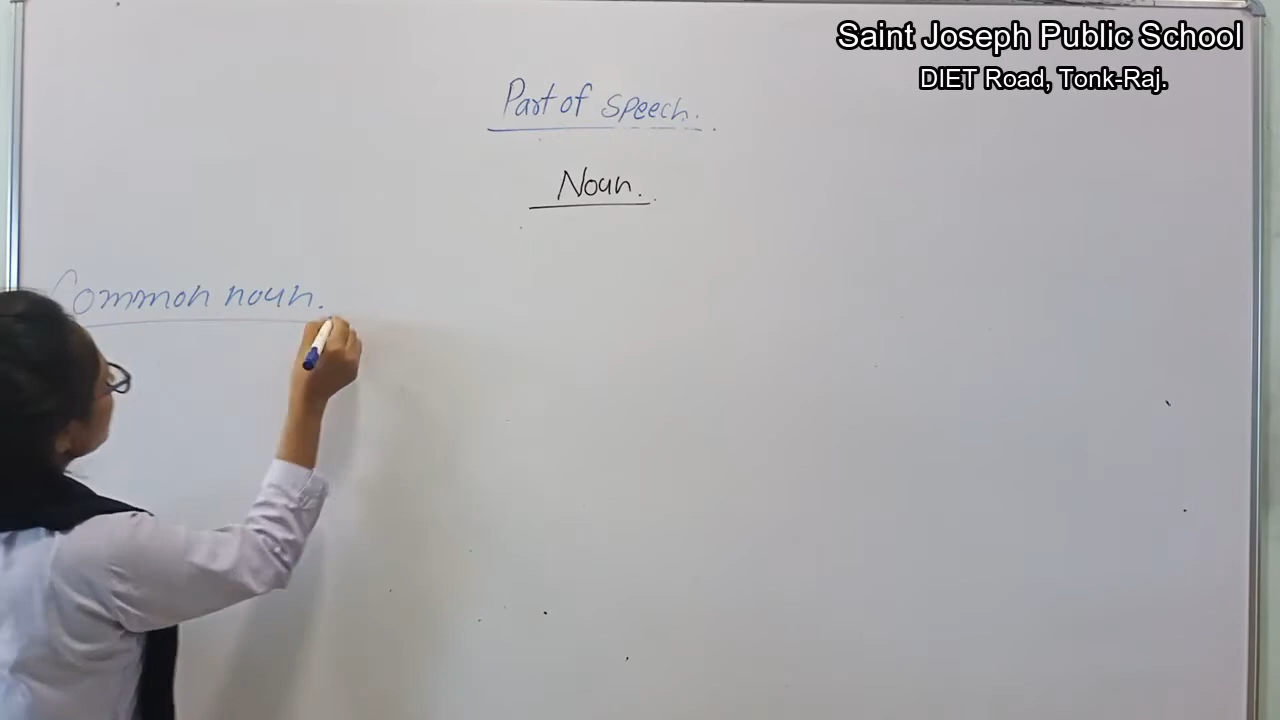 Saint Joseph Public School
DIET Road, Tonk-Raj.
Part of speech.
Noun.
Common noun.